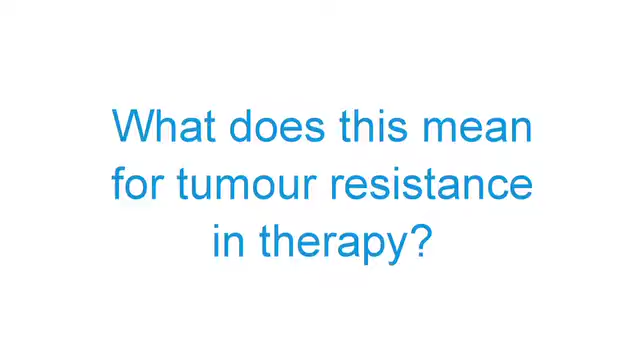 What does this mean
for tumour resistance
in therapy?